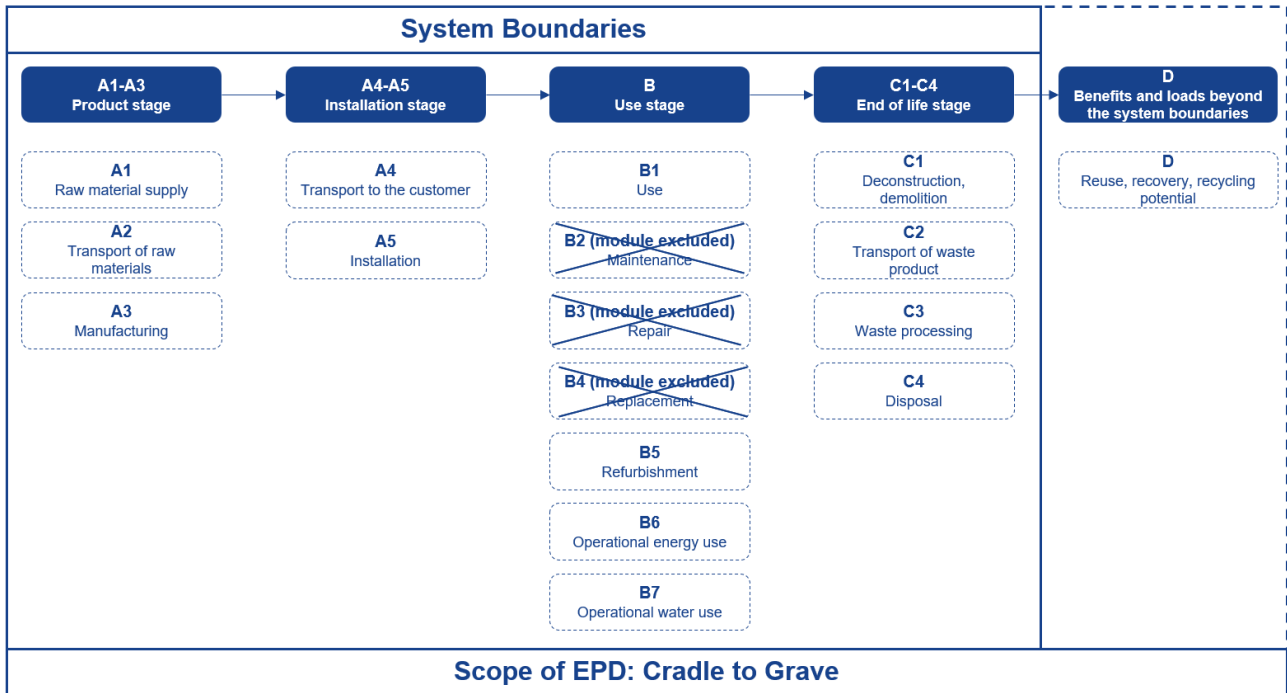 System Boundaries
A1-A3
Product stage
A4-A5
Installation stage
B
Use stage
C1-C4
End of life stage
D
Benefits and loads beyond
the system boundaries
A1
Raw material supply
A2
Transport of raw
materials
A3
Manufacturing
A4
Transport to the customer
A5
Installation
B1
Use
B2 (module excluded)
Maintenance
B3 (module excluded)
Repair
B4 (module excluded)
Replacement
B5
Refurbishment
B6
Operational energy use
B7
Operational water use
C1
Deconstruction,
demolition
C2
Transport of waste
product
C3
Waste processing
C4
Disposal
D
Reuse, recovery, recycling
potential
Scope of EPD: Cradle to Grave